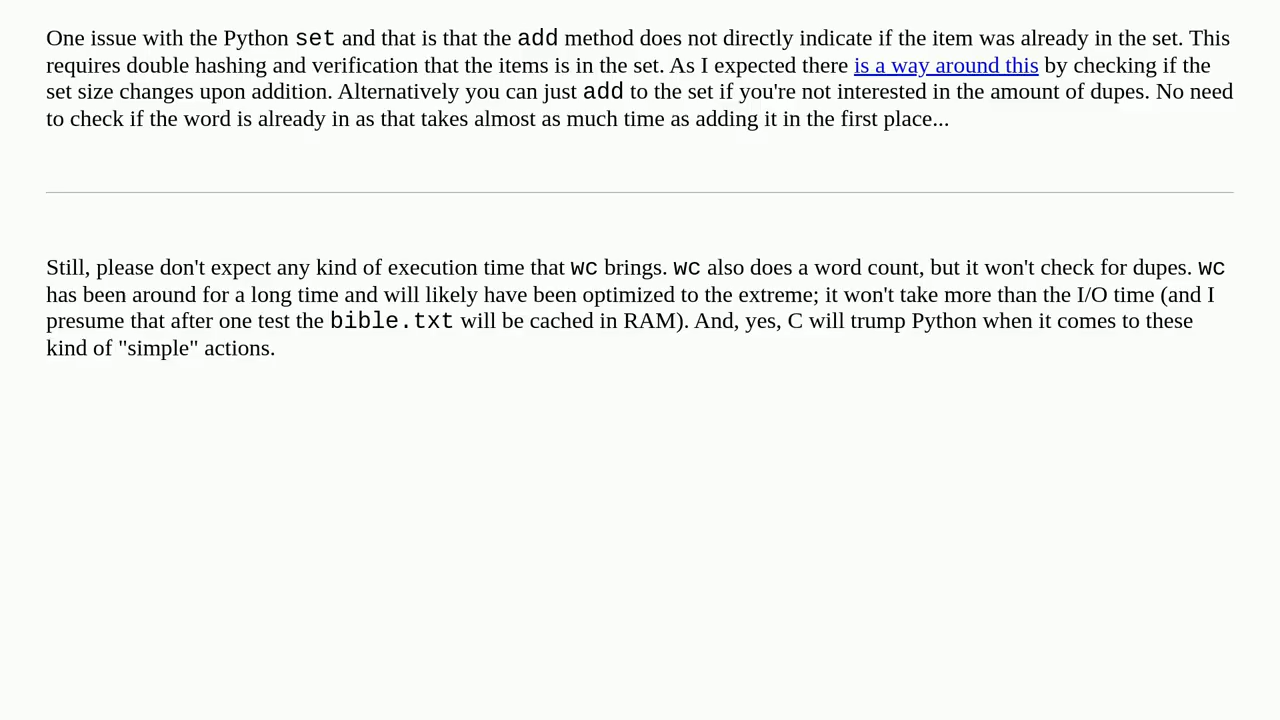 One issue with the Python set and that is that the add method does not directly indicate if the item was already in the set. This
requires double hashing and verification that the items is in the set. As I expected there is a way around this by checking if the
set size changes upon addition. Alternatively you can just add to the set if you're not interested in the amount of dupes. No need
to check if the word is already in as that takes almost as much time as adding it in the first place...
Still, please don't expect any kind of execution time that wc brings. wc also does a word count, but it won't check for dupes. wc
has been around for a long time and will likely have been optimized to the extreme; it won't take more than the I/O time (and I
presume that after one test the bible.txt will be cached in RAM). And, yes, C will trump Python when it comes to these
kind of "simple" actions.